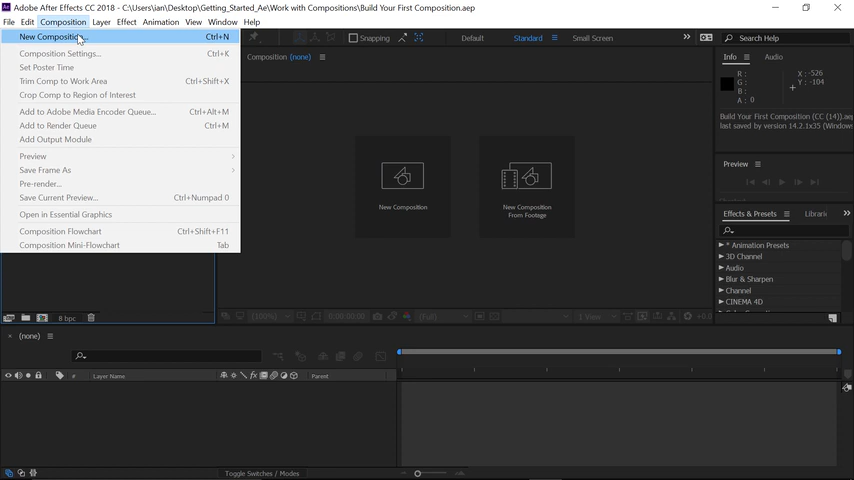 Adobe After Effects CC 2018 - C:\Users\ian\Desktop\Getting_Started_Ae\Work with Compositions\Build Your First Composition.aep
File Edit Composition Layer Effect Animation View Window Help
New Composition... Ctrl+N
Snapping
Default Standard Small Screen
Search Help
Composition Settings... Ctrl+K
Set Poster Time
Trim Comp to Work Area Ctrl+Shift+X
Crop Comp to Region of Interest
Add to Adobe Media Encoder Queue... Ctrl+Alt+M
Add to Render Queue Ctrl+M
Add Output Module
Preview
Save Frame As
Pre-render...
Save Current Preview... Ctrl+Numpad 0
Open in Essential Graphics
Composition Flowchart Ctrl+Shift+F11
Composition Mini-Flowchart Tab
Composition (none)
New Composition
New Composition
From Footage
Info Audio
R: X: -526
G: Y: -104
B:
A: 0
Build Your First Composition (CC (14)).aep
last saved by version 14.2.1x35 (Windows
Preview
Effects & Presets
* Animation Presets
3D Channel
Audio
Blur & Sharpen
Channel
CINEMA 4D
8 bpc
(100%) 0:00:00:00 (Full) 1 View +0.0
(none)
# Layer Name Parent
Toggle Switches / Modes